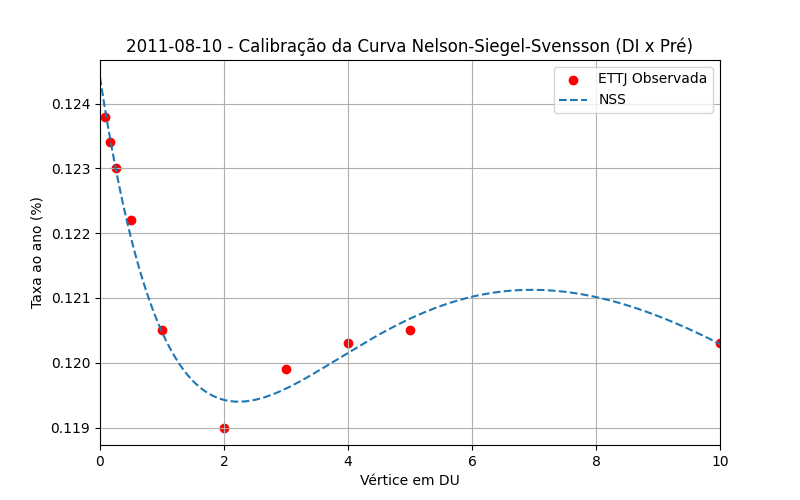 2011-08-10 - Calibração da Curva Nelson-Siegel-Svensson (DI x Pré)
ETTJ Observada
NSS
Taxa ao ano (%)
0.124
0.123
0.122
0.121
0.120
0.119
0 2 4 6 8 10
Vértice em DU